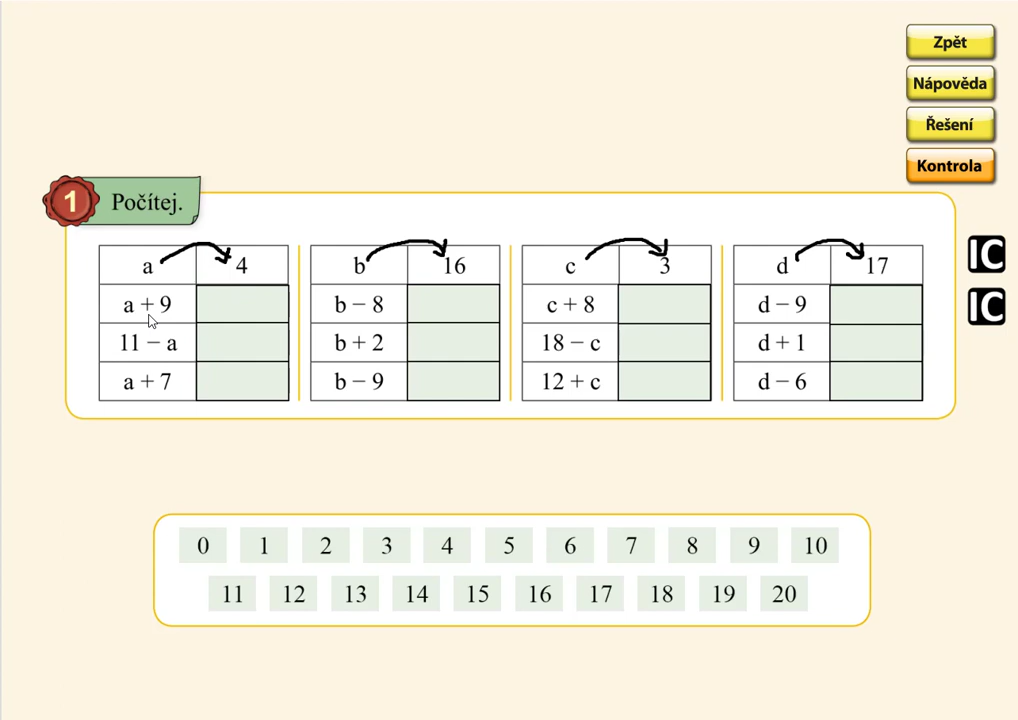 Zpět
Nápověda
Řešení
Kontrola
1 Počítej.
a 4 b 16 c 3 d 17
a + 9 b − 8 c + 8 d − 9
11 − a b + 2 18 − c d + 1
a + 7 b − 9 12 + c d − 6
IC
IC
0 1 2 3 4 5 6 7 8 9 10
11 12 13 14 15 16 17 18 19 20